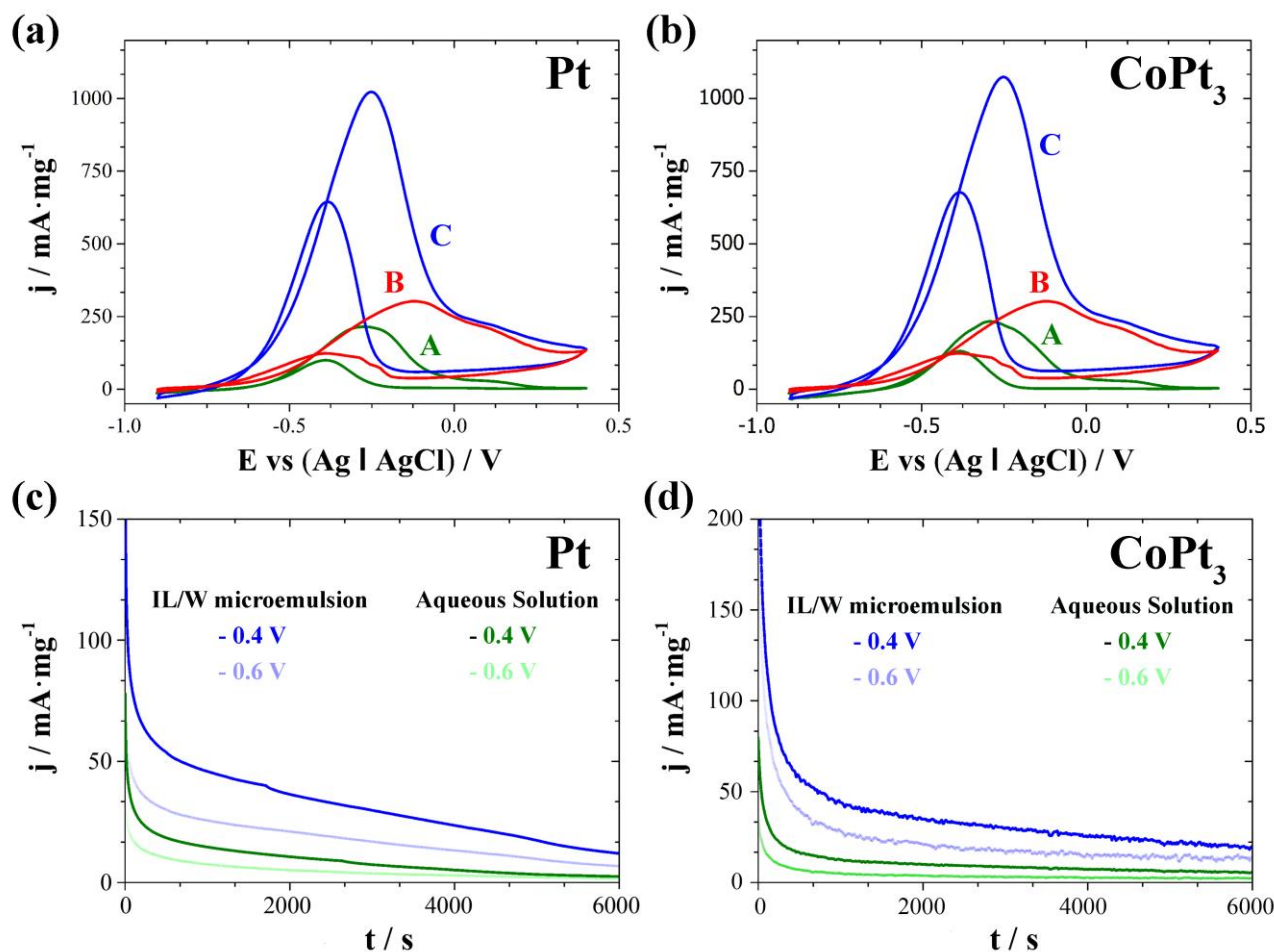 (a)
Pt
j / mA·mg-1
1000
750
500
250
0
C
B
A
-1.0 -0.5 0.0 0.5
E vs (Ag | AgCl) / V
(b)
CoPt3
j / mA·mg-1
1000
750
500
250
0
C
B
A
-1.0 -0.5 0.0 0.5
E vs (Ag | AgCl) / V
(c)
Pt
j / mA·mg-1
150
100
50
0
IL/W microemulsion Aqueous Solution
- 0.4 V - 0.4 V
- 0.6 V - 0.6 V
0 2000 4000 6000
t / s
(d)
CoPt3
j / mA·mg-1
200
150
100
50
0
IL/W microemulsion Aqueous Solution
- 0.4 V - 0.4 V
- 0.6 V - 0.6 V
0 2000 4000 6000
t / s